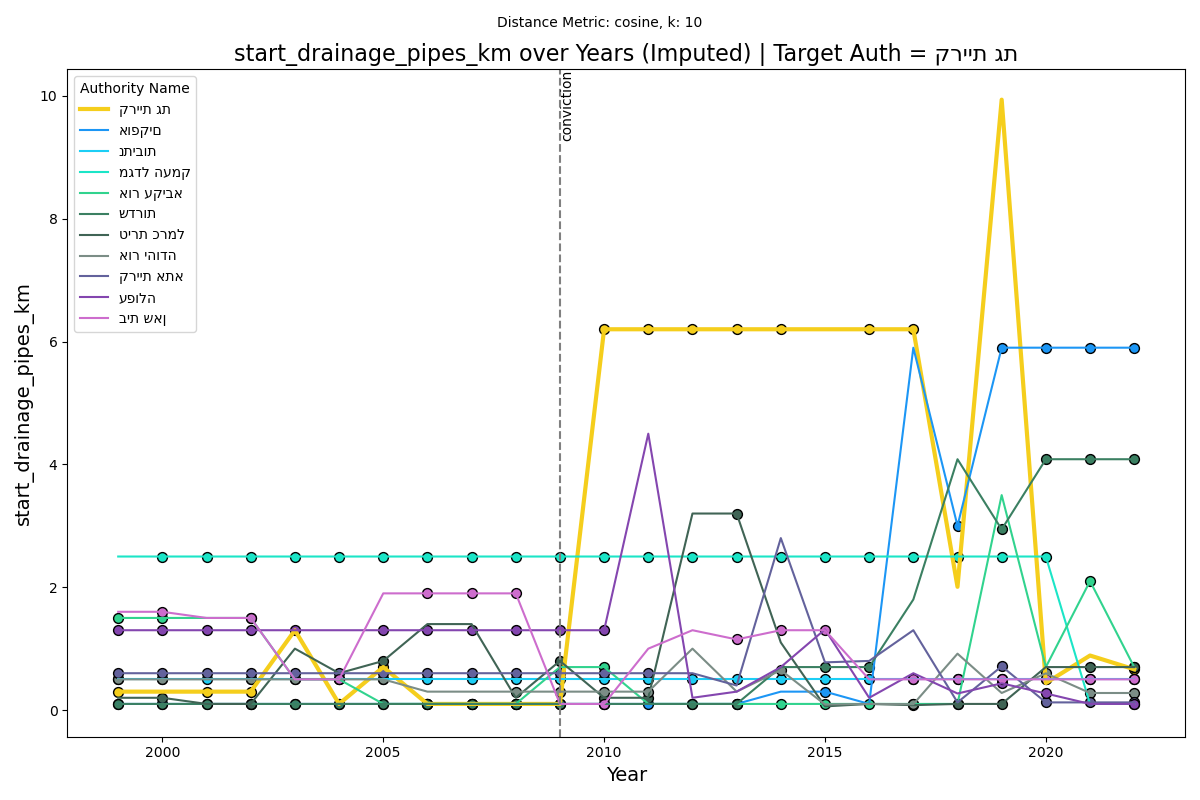 Distance Metric: cosine, k: 10
start_drainage_pipes_km over Years (Imputed) | Target Auth = קריית גת
Authority Name
קריית גת
אופקים
נתיבות
מגדל העמק
אור עקיבא
שדרות
טירת כרמל
אור יהודה
קריית אתא
עפולה
בית שאן
conviction
10
8
6
4
2
0
start_drainage_pipes_km
2000
2005
2010
2015
2020
Year